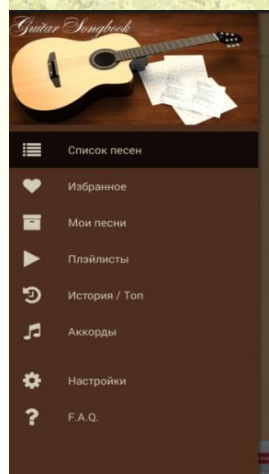 Guitar Songbook
Список песен
Избранное
Мои песни
Плэйлисты
История / Топ
Аккорды
Настройки
F.A.Q.